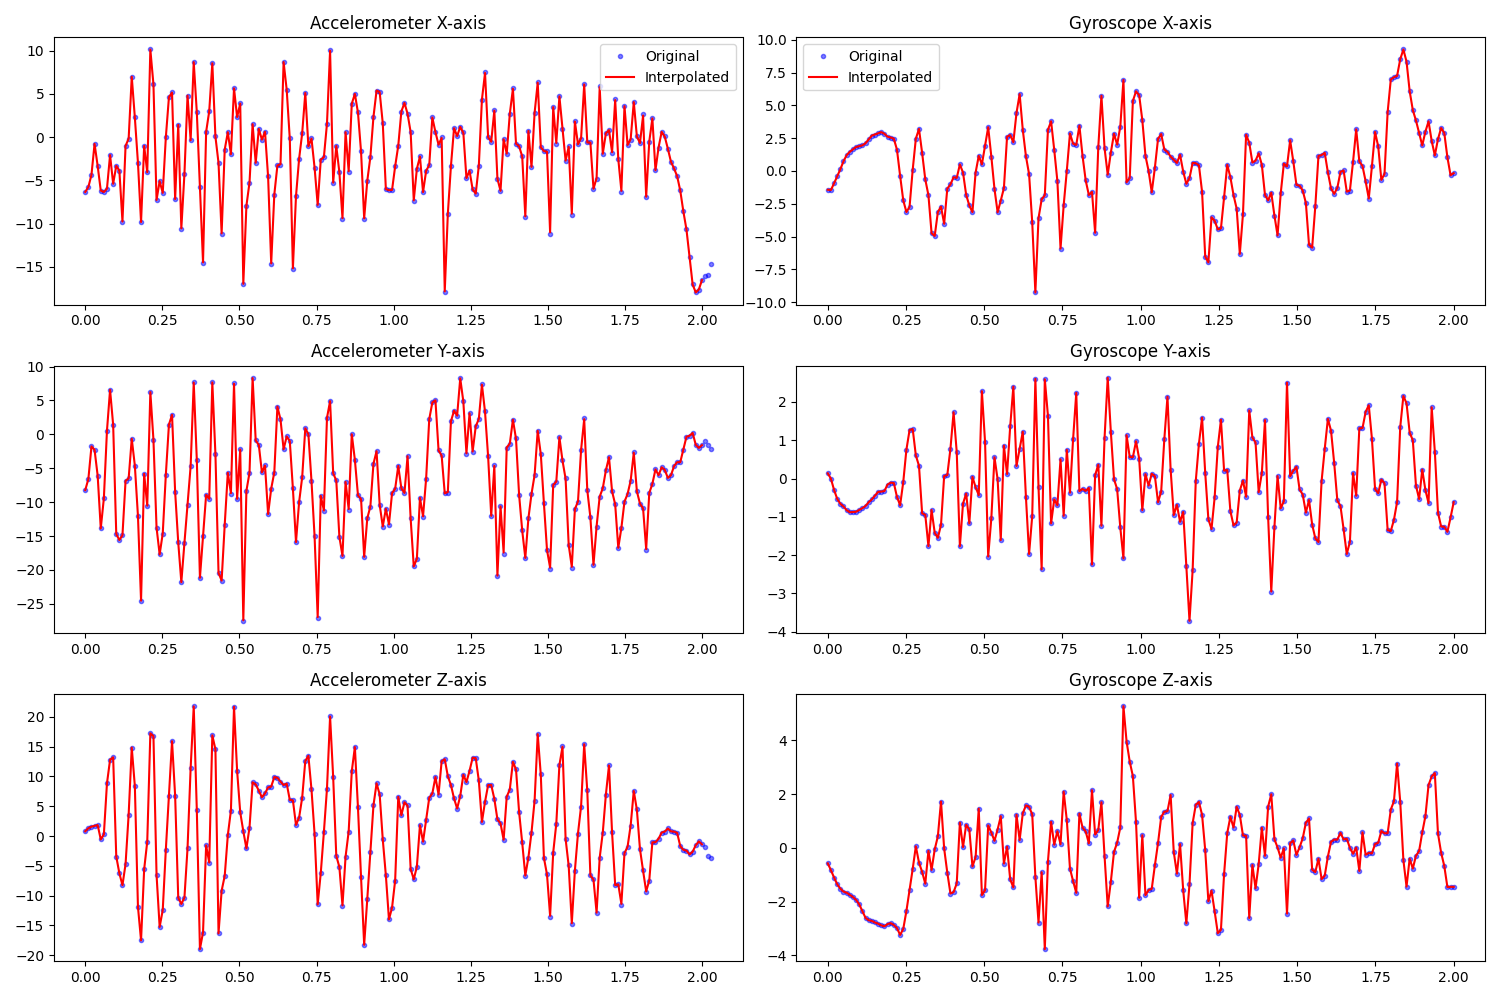 Accelerometer X-axis
10
5
0
−5
−10
−15
0.00 0.25 0.50 0.75 1.00 1.25 1.50 1.75 2.00
Original
Interpolated
Gyroscope X-axis
10.0
7.5
5.0
2.5
0.0
−2.5
−5.0
−7.5
−10.0
0.00 0.25 0.50 0.75 1.00 1.25 1.50 1.75 2.00
Original
Interpolated
Accelerometer Y-axis
10
5
0
−5
−10
−15
−20
−25
0.00 0.25 0.50 0.75 1.00 1.25 1.50 1.75 2.00
Gyroscope Y-axis
2
1
0
−1
−2
−3
−4
0.00 0.25 0.50 0.75 1.00 1.25 1.50 1.75 2.00
Accelerometer Z-axis
20
15
10
5
0
−5
−10
−15
−20
0.00 0.25 0.50 0.75 1.00 1.25 1.50 1.75 2.00
Gyroscope Z-axis
4
2
0
−2
−4
0.00 0.25 0.50 0.75 1.00 1.25 1.50 1.75 2.00